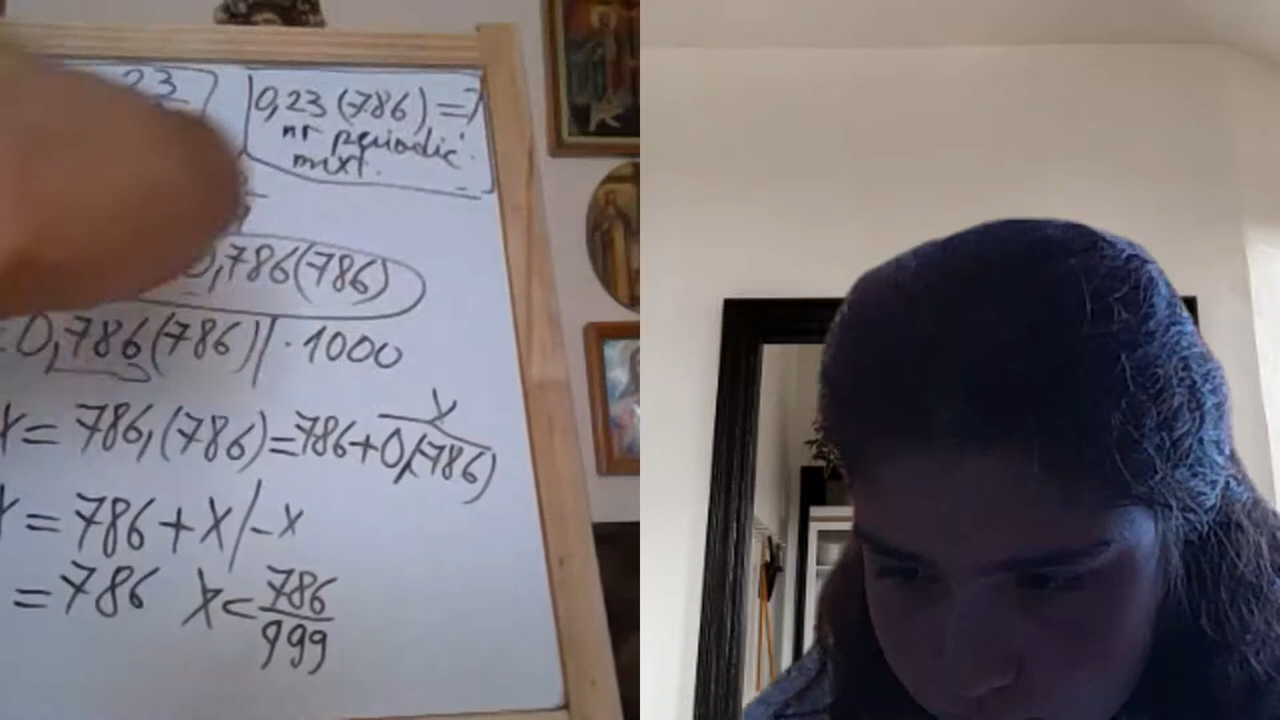 23
0,23(786)=?
nr periodic
mixt.
0,786(786)
=0,786(786)|·1000
x
x=786,(786)=786+0,(786)
x=786+x/-x
=786 x=786/999